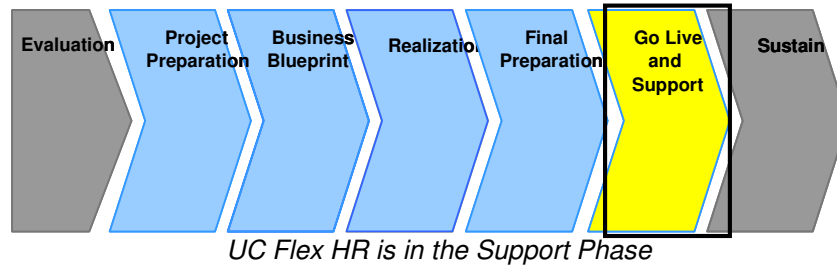 Evaluation
Project
Preparation
Business
Blueprint
Realization
Final
Preparation
Go Live
and
Support
Sustain
UC Flex HR is in the Support Phase